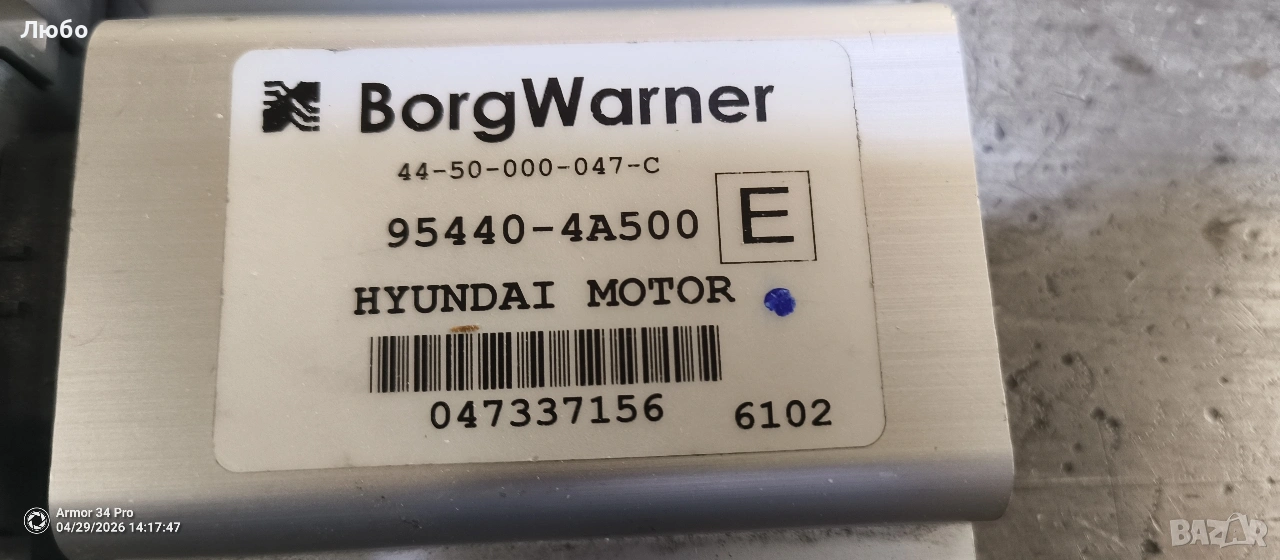 Любо
BorgWarner
44-50-000-047-C
95440-4A500 E
HYUNDAI MOTOR
047337156 6102
Armor 34 Pro
04/29/2026 14:17:47
BAZAR